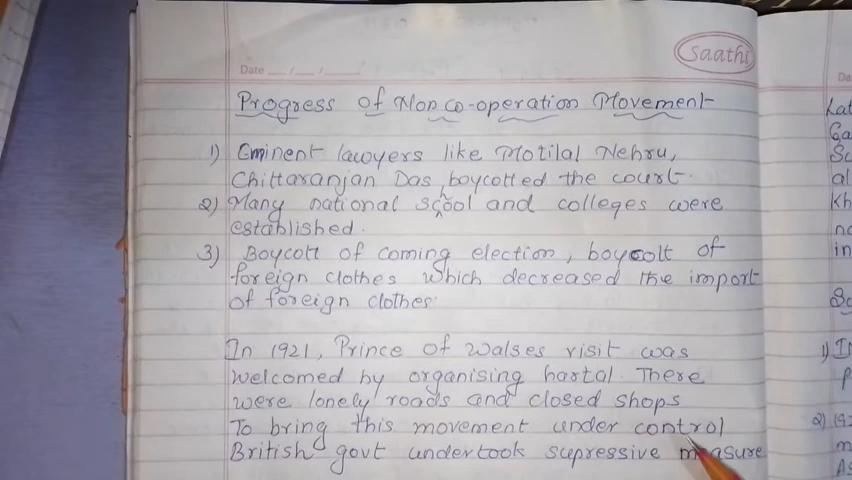 Saathi
Date __/__/____
Progress of Non co-operation Movement
1) Eminent lawyers like Motilal Nehru,
Chittaranjan Das, boycotted the court.
2) Many national school and colleges were
established.
3) Boycott of coming election, boycott of
foreign clothes which decreased the import
of foreign clothes.
In 1921, Prince of Walses visit was
welcomed by organising hartal. There
were lonely roads and closed shops
To bring this movement under control
British govt undertook supressive measure